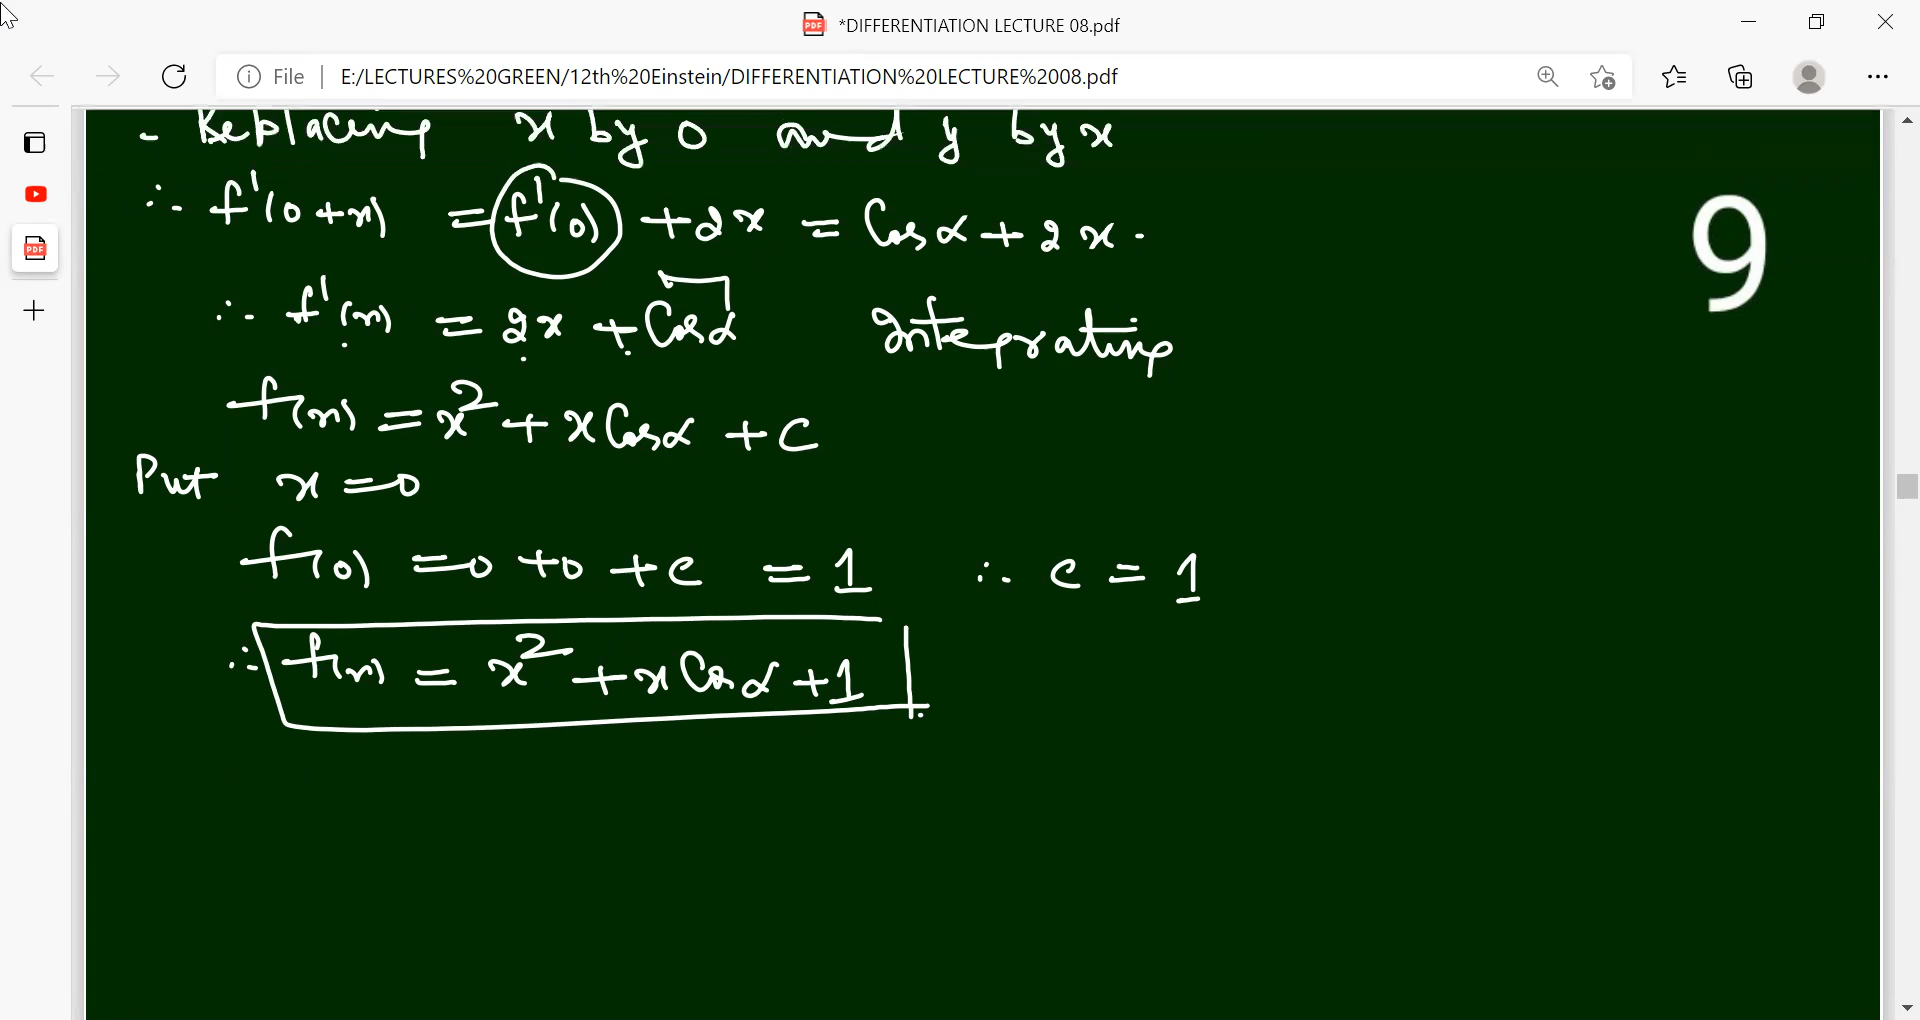 *DIFFERENTIATION LECTURE 08.pdf
File | E:/LECTURES%20GREEN/12th%20Einstein/DIFFERENTIATION%20LECTURE%2008.pdf
PDF
- Replacing x by 0 and y by x
9
∴ f'(0+x) = f'(0) + 2x = Cos α + 2x.
∴ f'(x) = 2x + Cos α Integrating
f(x) = x² + x Cos α + C
Put x = 0
f(0) = 0 + 0 + c = 1 ∴ c = 1
∴ f(x) = x² + x Cos α + 1